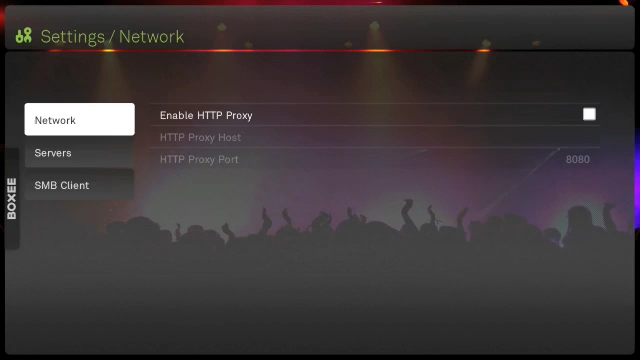 Settings / Network
Network
Servers
SMB Client
Enable HTTP Proxy
HTTP Proxy Host
HTTP Proxy Port 8080
BOXEE